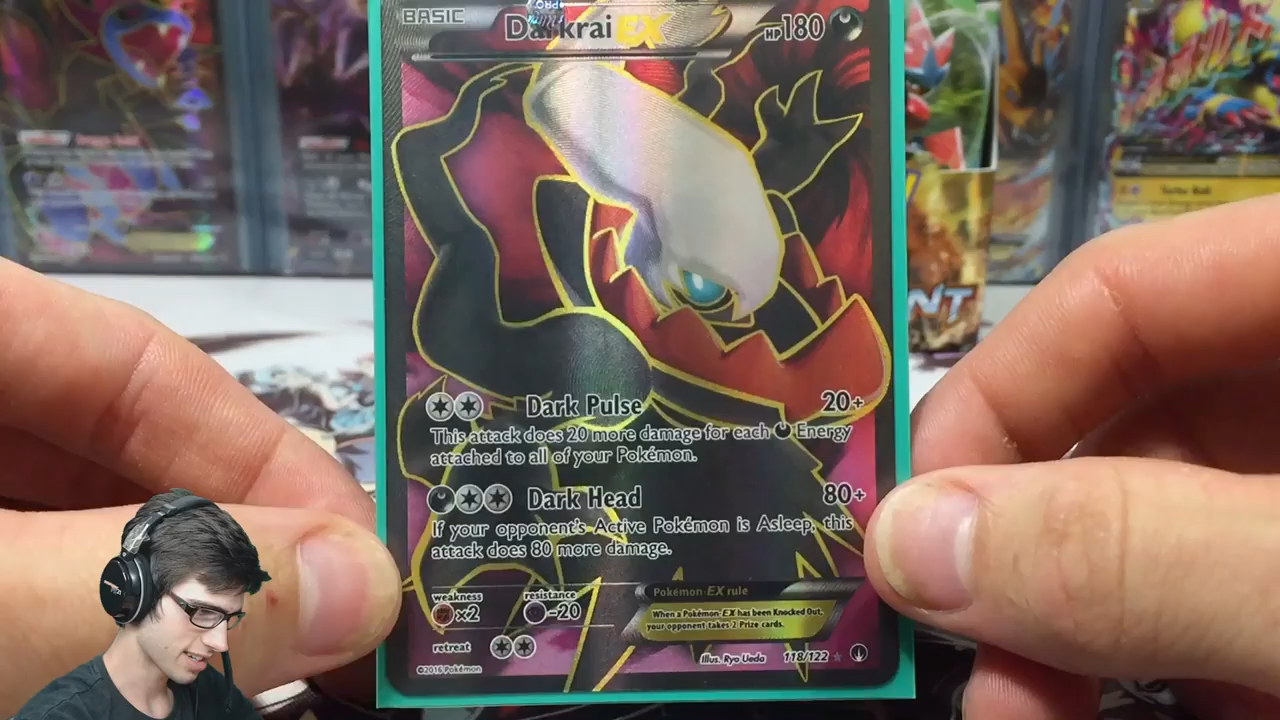 BASIC
Darkrai EX
HP180
Dark Pulse 20+
This attack does 20 more damage for each Energy
attached to all of your Pokémon.
Dark Head 80+
If your opponent's Active Pokémon is Asleep, this
attack does 80 more damage.
weakness resistance
x2 -20
Pokémon-EX rule
When a Pokémon-EX has been Knocked Out,
your opponent takes 2 Prize cards.
retreat
©2016 Pokémon
Illus. Ryo Ueda 118/122
NT